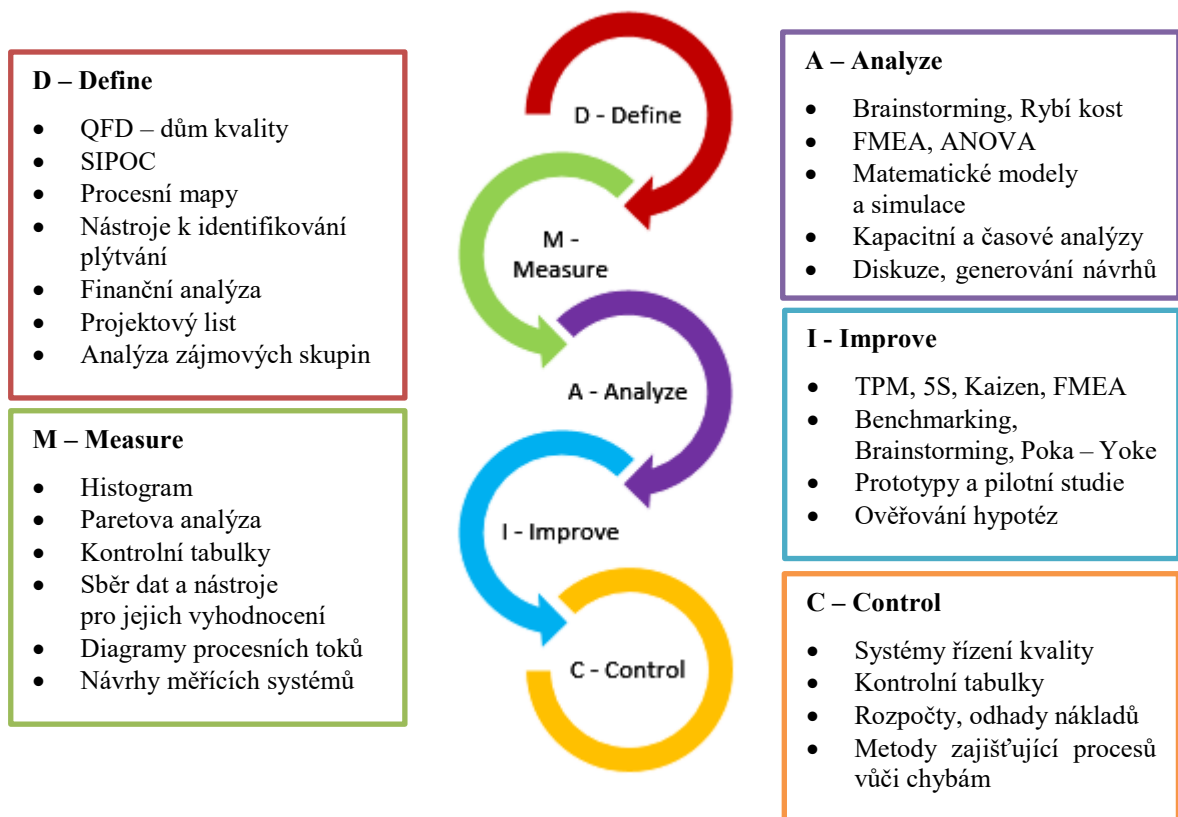 D – Define
• QFD – dům kvality
• SIPOC
• Procesní mapy
• Nástroje k identifikování
plýtvání
• Finanční analýza
• Projektový list
• Analýza zájmových skupin
M – Measure
• Histogram
• Paretova analýza
• Kontrolní tabulky
• Sběr dat a nástroje
pro jejich vyhodnocení
• Diagramy procesních toků
• Návrhy měřících systémů
D - Define
M -
Measure
A - Analyze
I - Improve
C - Control
A – Analyze
• Brainstorming, Rybí kost
• FMEA, ANOVA
• Matematické modely
a simulace
• Kapacitní a časové analýzy
• Diskuze, generování návrhů
I - Improve
• TPM, 5S, Kaizen, FMEA
• Benchmarking,
Brainstorming, Poka – Yoke
• Prototypy a pilotní studie
• Ověřování hypotéz
C – Control
• Systémy řízení kvality
• Kontrolní tabulky
• Rozpočty, odhady nákladů
• Metody zajišťující procesů
vůči chybám